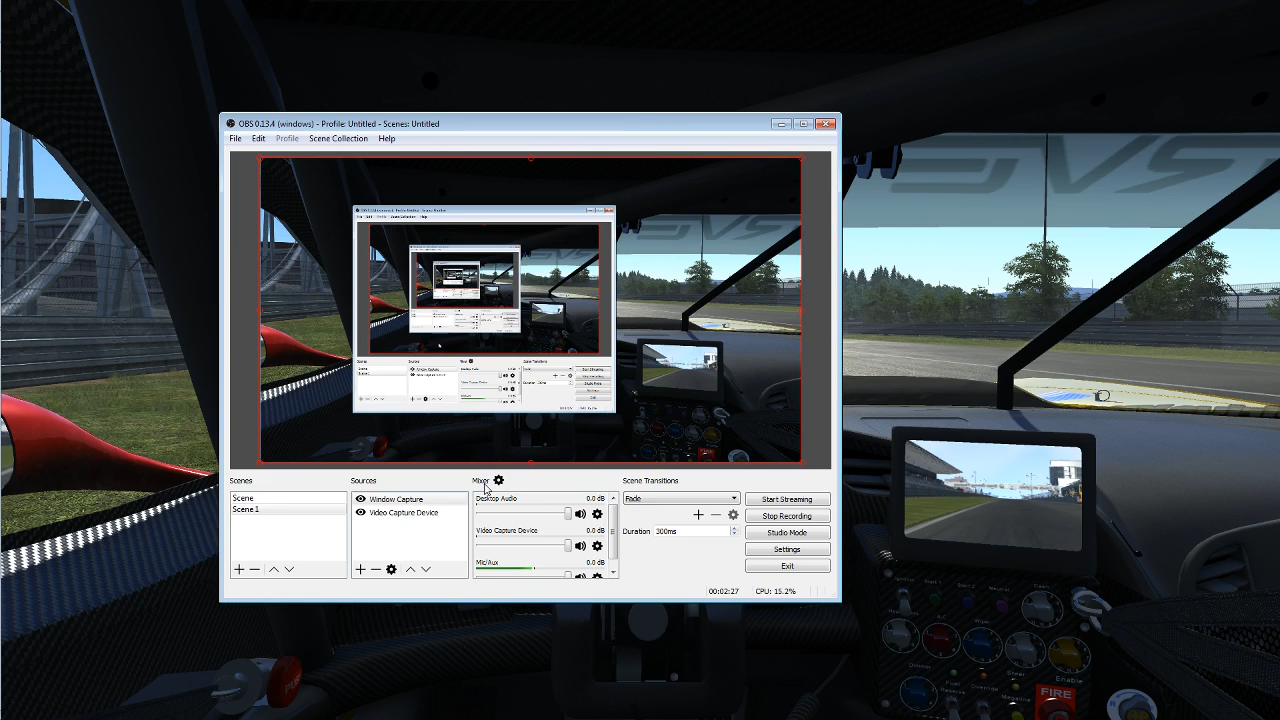 OBS 0.13.4 (windows) - Profile: Untitled - Scenes: Untitled
File Edit Profile Scene Collection Help
Scenes
Scene
Scene 1
Sources
Window Capture
Video Capture Device
Mixer
Desktop Audio 0.0 dB
Video Capture Device 0.0 dB
Mic/Aux 0.0 dB
Scene Transitions
Fade
Duration 300ms
Start Streaming
Stop Recording
Studio Mode
Settings
Exit
00:02:27 CPU: 15.2%
Wiper
Dimmer
Enable
FIRE